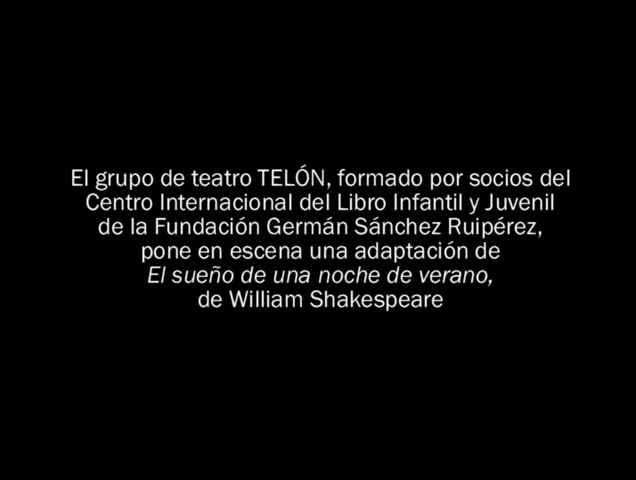 El grupo de teatro TELÓN, formado por socios del
Centro Internacional del Libro Infantil y Juvenil
de la Fundación Germán Sánchez Ruipérez,
pone en escena una adaptación de
El sueño de una noche de verano,
de William Shakespeare